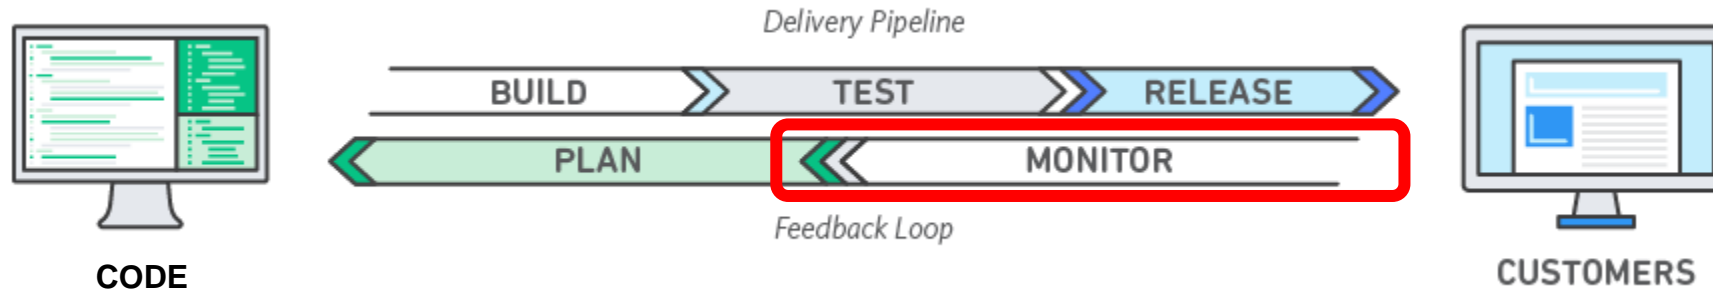 Delivery Pipeline
BUILD
TEST
RELEASE
PLAN
MONITOR
Feedback Loop
CODE
CUSTOMERS